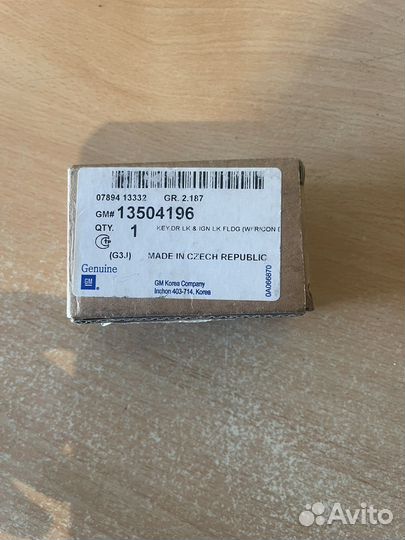 07894 13332 GR. 2.187
GM# 13504196
QTY. 1 KEY.DR LK & IGN LK FLDG (W/ R/CON E
(G3J) MADE IN CZECH REPUBLIC
Genuine
GM
GM Korea Company
Inchon 403-714, Korea
0A066870
Avito